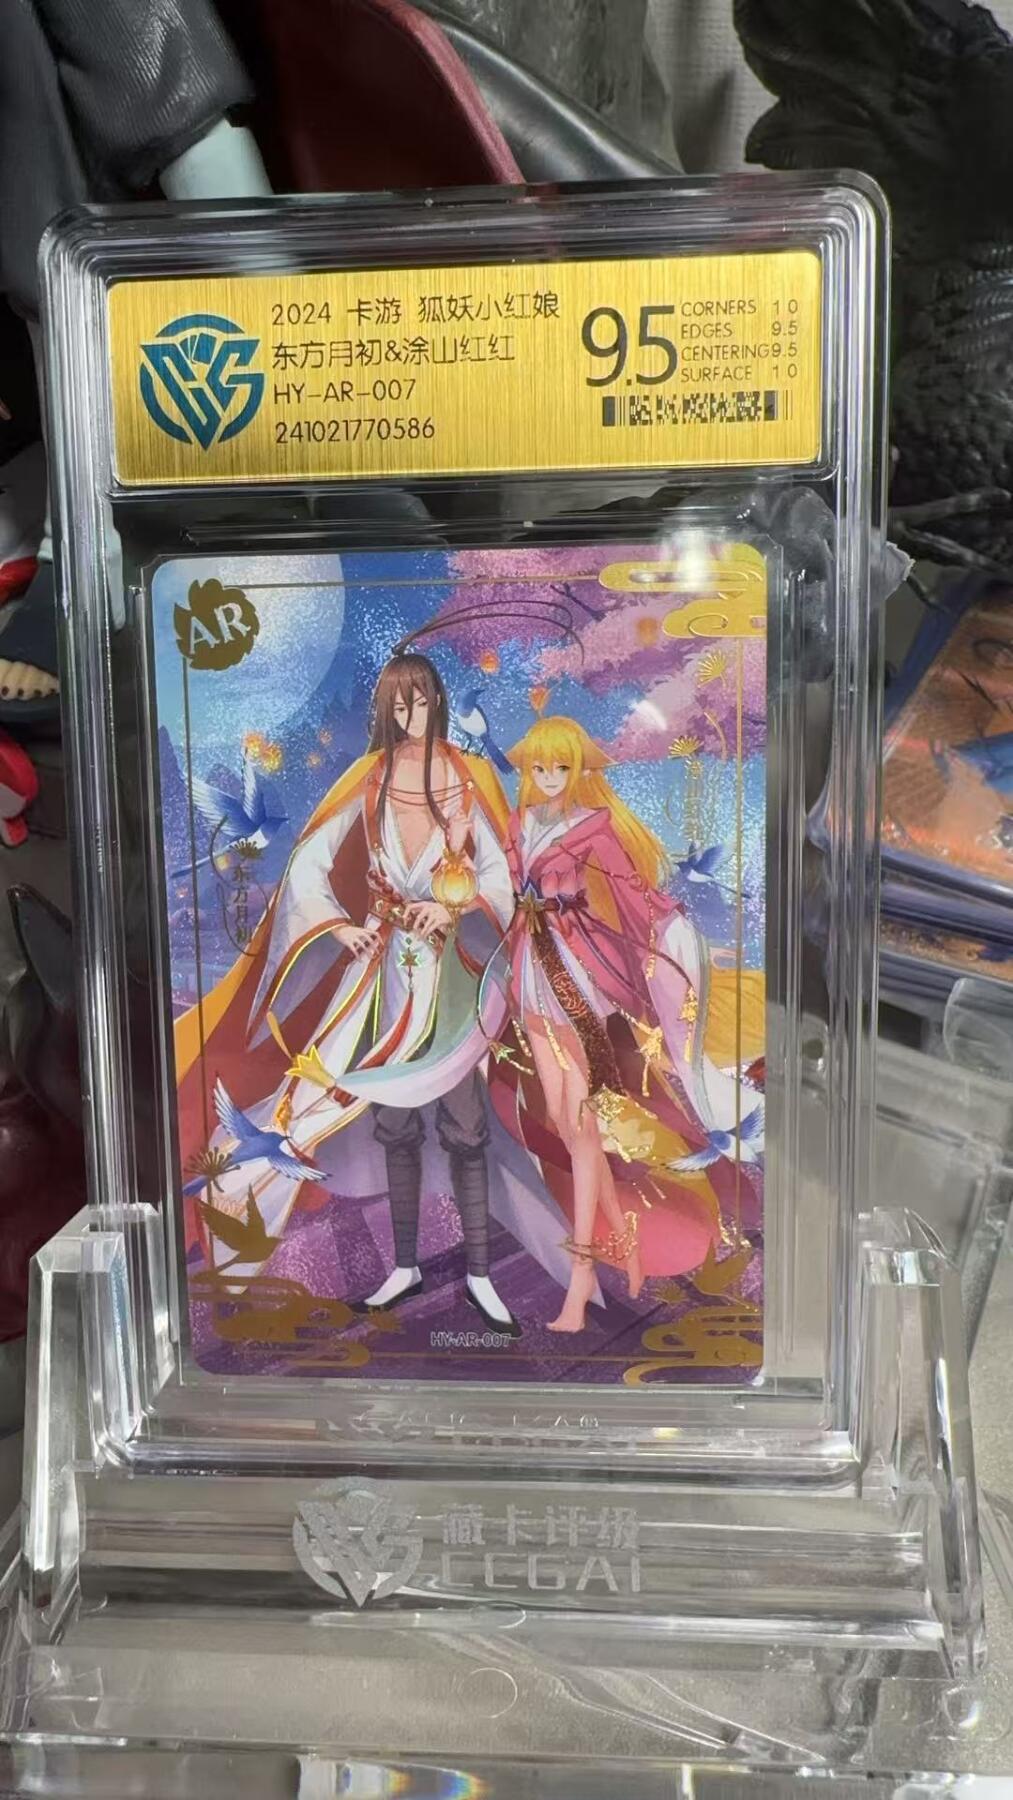 2024 卡游 狐妖小红娘
东方月初&涂山红红
HY-AR-007
241021770586
9.5
CORNERS 10
EDGES 9.5
CENTERING 9.5
SURFACE 10
AR
东方月初
HY-AR-007
藏卡评级
CCGAI